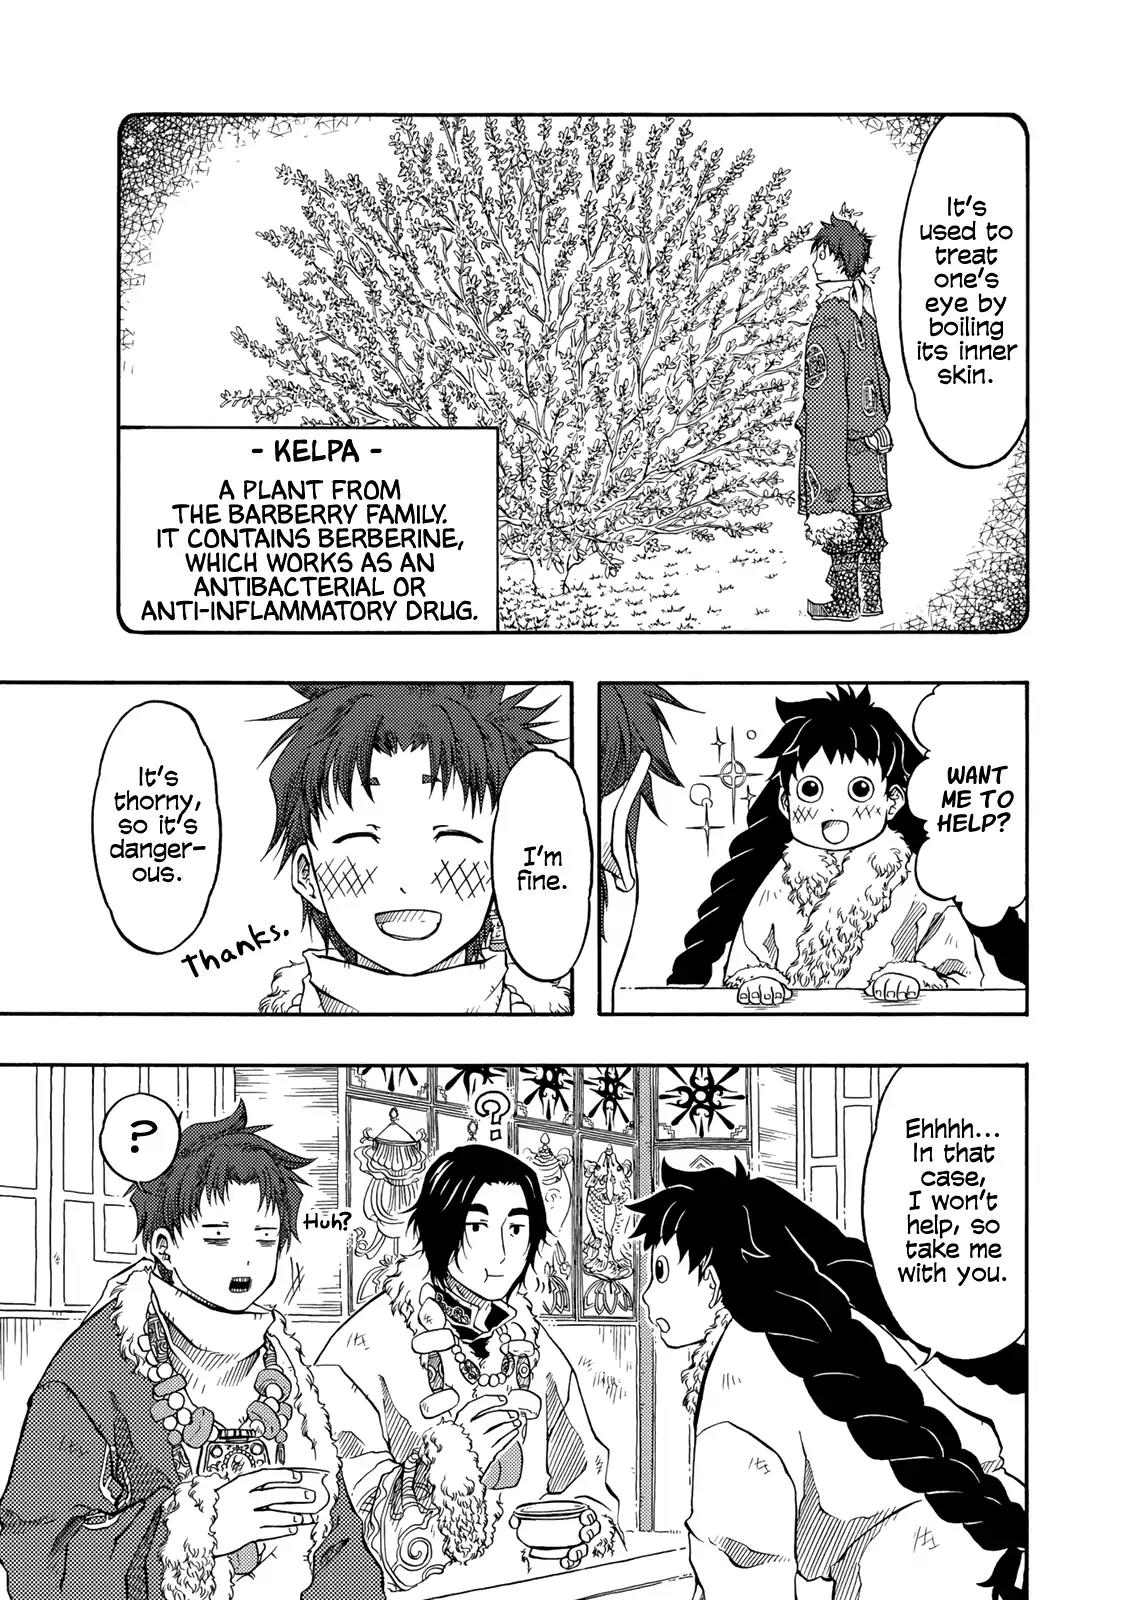 It's
used to
treat
one's
eye by
boiling
its inner
skin.
- KELPA -
A PLANT FROM
THE BARBERRY FAMILY.
IT CONTAINS BERBERINE,
WHICH WORKS AS AN
ANTIBACTERIAL OR
ANTI-INFLAMMATORY DRUG.
WANT
ME TO
HELP?
I'm
fine.
It's
thorny,
so it's
danger-
ous.
Thanks.
Ehhhh...
In that
case,
I won't
help, so
take me
with you.
?
Huh?
?